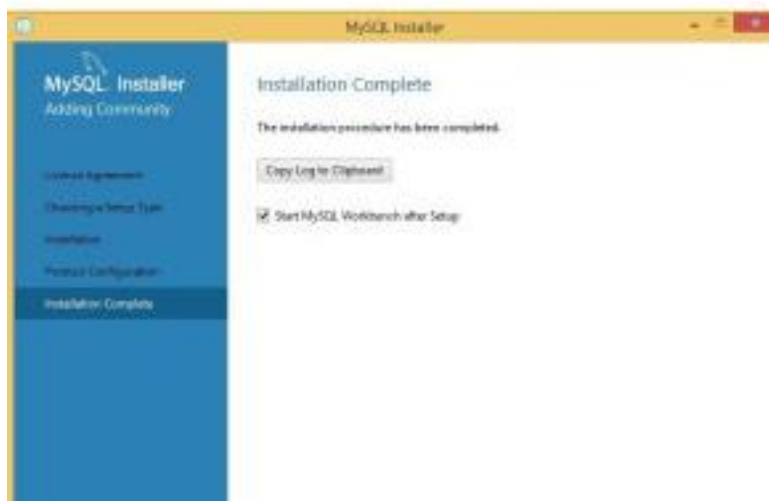 MySQL Installer
MySQL Installer
Adding Community
License Agreement
Choosing a Setup Type
Installation
Product Configuration
Installation Complete
Installation Complete
The installation procedure has been completed.
Copy Log to Clipboard
Start MySQL Workbench after Setup